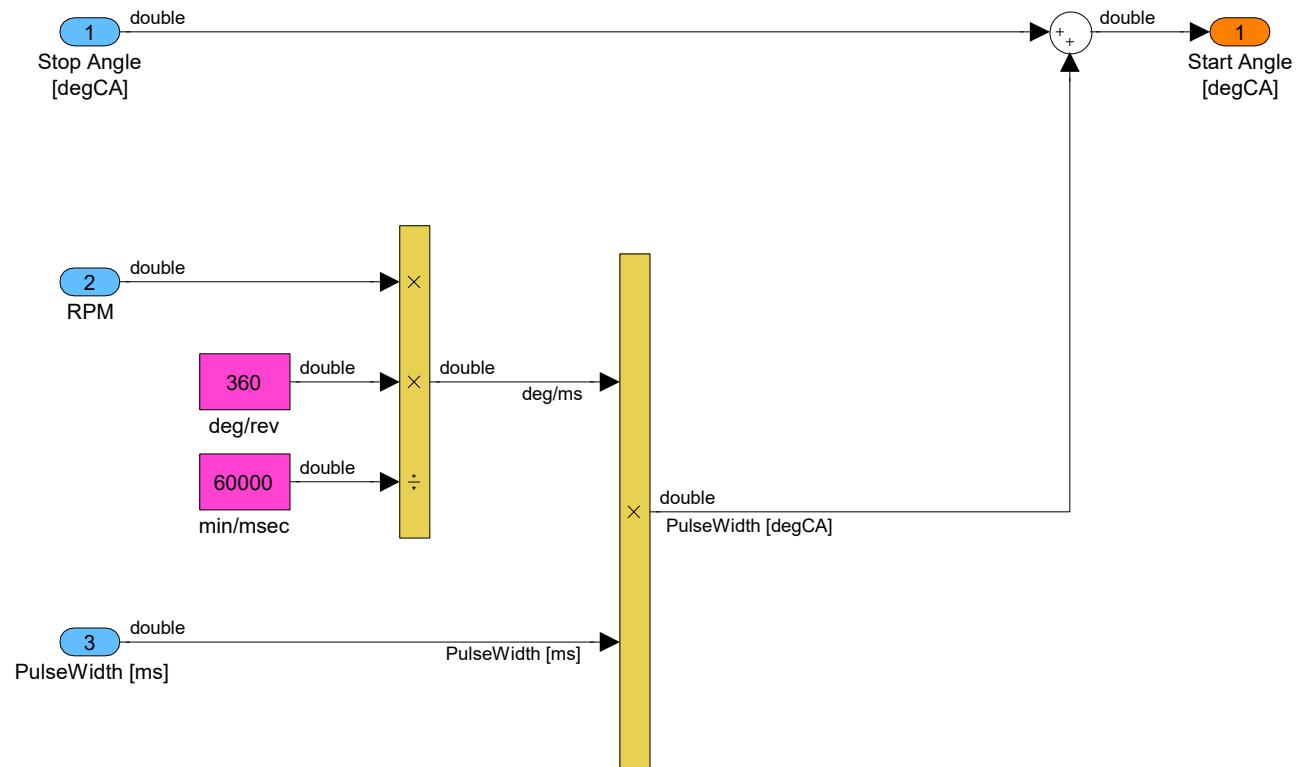 double
1
Stop Angle
[degCA]
+
+
double
1
Start Angle
[degCA]
double
2
RPM
×
double
360
deg/rev
×
double
deg/ms
double
60000
min/msec
÷
×
double
PulseWidth [degCA]
double
3
PulseWidth [ms]
PulseWidth [ms]